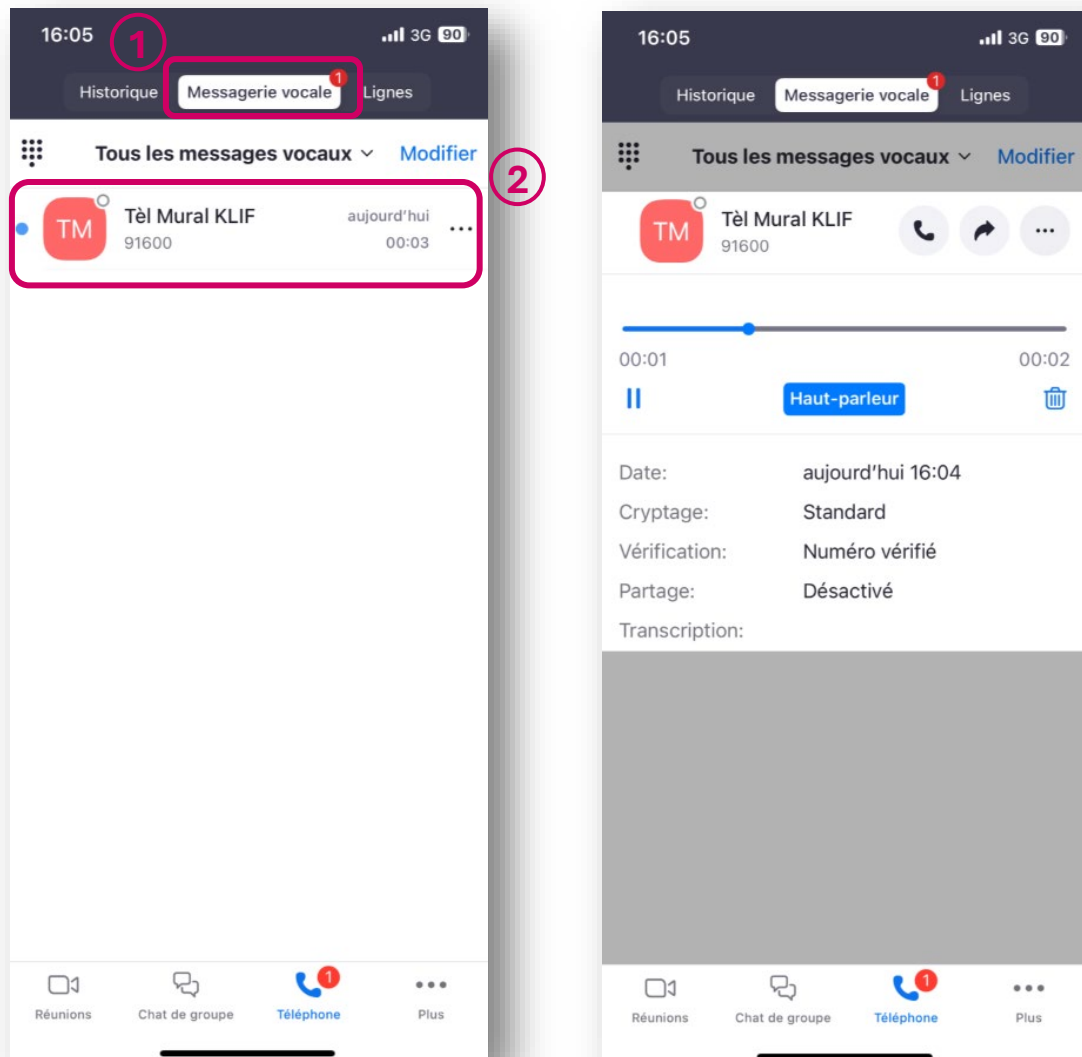 16:05
3G 90
1
Historique Messagerie vocale 1 Lignes
Tous les messages vocaux Modifier
2
TM
Tèl Mural KLIF
91600
aujourd'hui
00:03
Réunions
Chat de groupe
1
Téléphone
Plus
16:05
3G 90
Historique Messagerie vocale 1 Lignes
Tous les messages vocaux Modifier
TM
Tèl Mural KLIF
91600
00:01 00:02
Haut-parleur
Date: aujourd'hui 16:04
Cryptage: Standard
Vérification: Numéro vérifié
Partage: Désactivé
Transcription:
Réunions
Chat de groupe
1
Téléphone
Plus